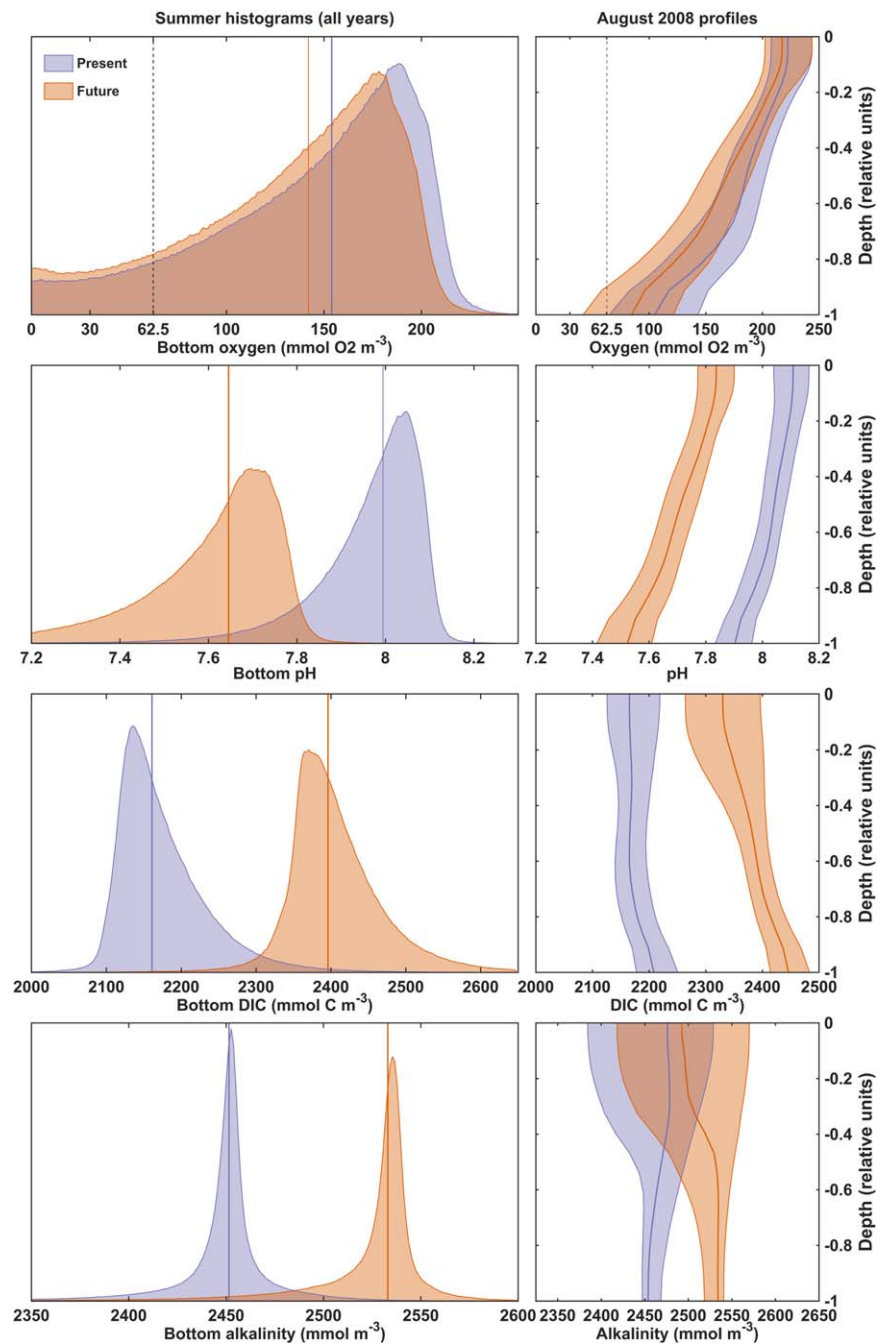 Summer histograms (all years)
August 2008 profiles
Present
Future
0
-0.2
-0.4
-0.6
-0.8
-1
Depth (relative units)
0 30 62.5 100 150 200
0 30 62.5 100 150 200 250
Bottom oxygen (mmol O2 m⁻³)
Oxygen (mmol O2 m⁻³)
0
-0.2
-0.4
-0.6
-0.8
-1
Depth (relative units)
7.2 7.4 7.6 7.8 8 8.2
7.2 7.4 7.6 7.8 8 8.2
Bottom pH
pH
0
-0.2
-0.4
-0.6
-0.8
-1
Depth (relative units)
2000 2100 2200 2300 2400 2500 2600
2000 2100 2200 2300 2400 2500
Bottom DIC (mmol C m⁻³)
DIC (mmol C m⁻³)
0
-0.2
-0.4
-0.6
-0.8
-1
Depth (relative units)
2350 2400 2450 2500 2550 2600
2350 2400 2450 2500 2550 2600 2650
Bottom alkalinity (mmol m⁻³)
Alkalinity (mmol m⁻³)